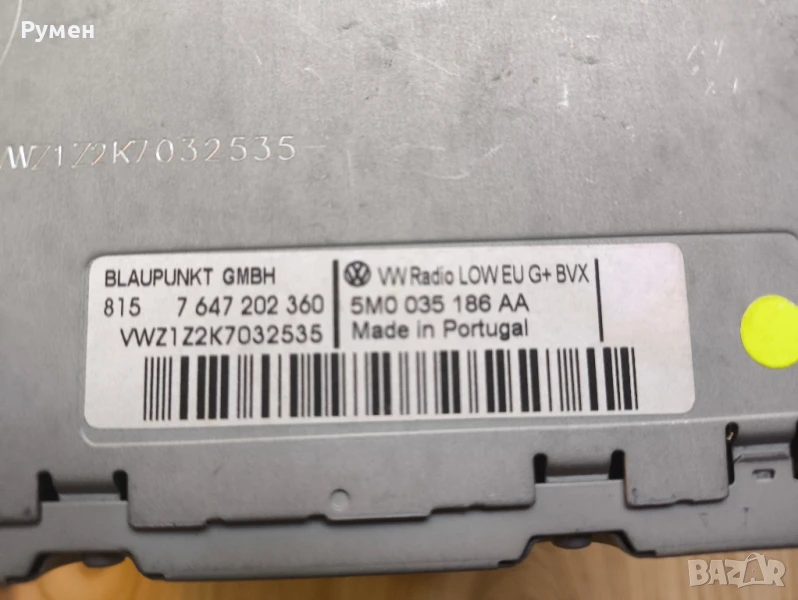 Румен
VWZ1Z2K7032535
BLAUPUNKT GMBH
815 7 647 202 360
VWZ1Z2K7032535
VW Radio LOW EU G+ BVX
5M0 035 186 AA
Made in Portugal
BAZAR